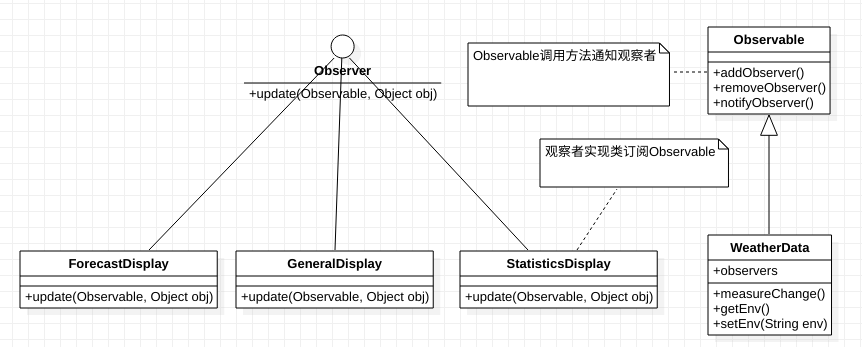 Observer
+update(Observable, Object obj)
Observable调用方法通知观察者
Observable
+addObserver()
+removeObserver()
+notifyObserver()
观察者实现类订阅Observable
ForecastDisplay
+update(Observable, Object obj)
GeneralDisplay
+update(Observable, Object obj)
StatisticsDisplay
+update(Observable, Object obj)
WeatherData
+observers
+measureChange()
+getEnv()
+setEnv(String env)